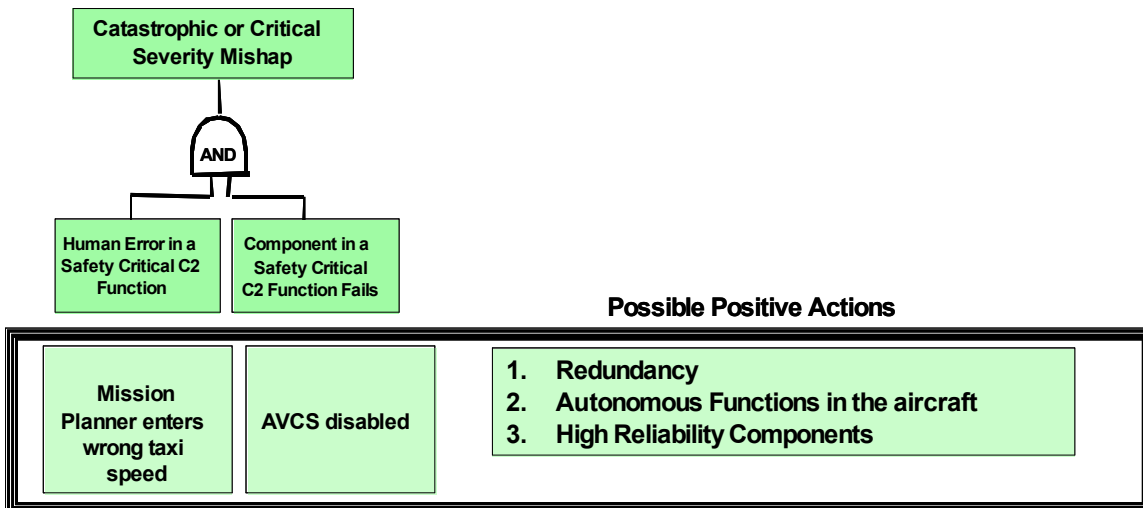 Catastrophic or Critical
Severity Mishap
AND
Human Error in a
Safety Critical C2
Function
Component in a
Safety Critical
C2 Function Fails
Possible Positive Actions
Mission
Planner enters
wrong taxi
speed
AVCS disabled
1. Redundancy
2. Autonomous Functions in the aircraft
3. High Reliability Components